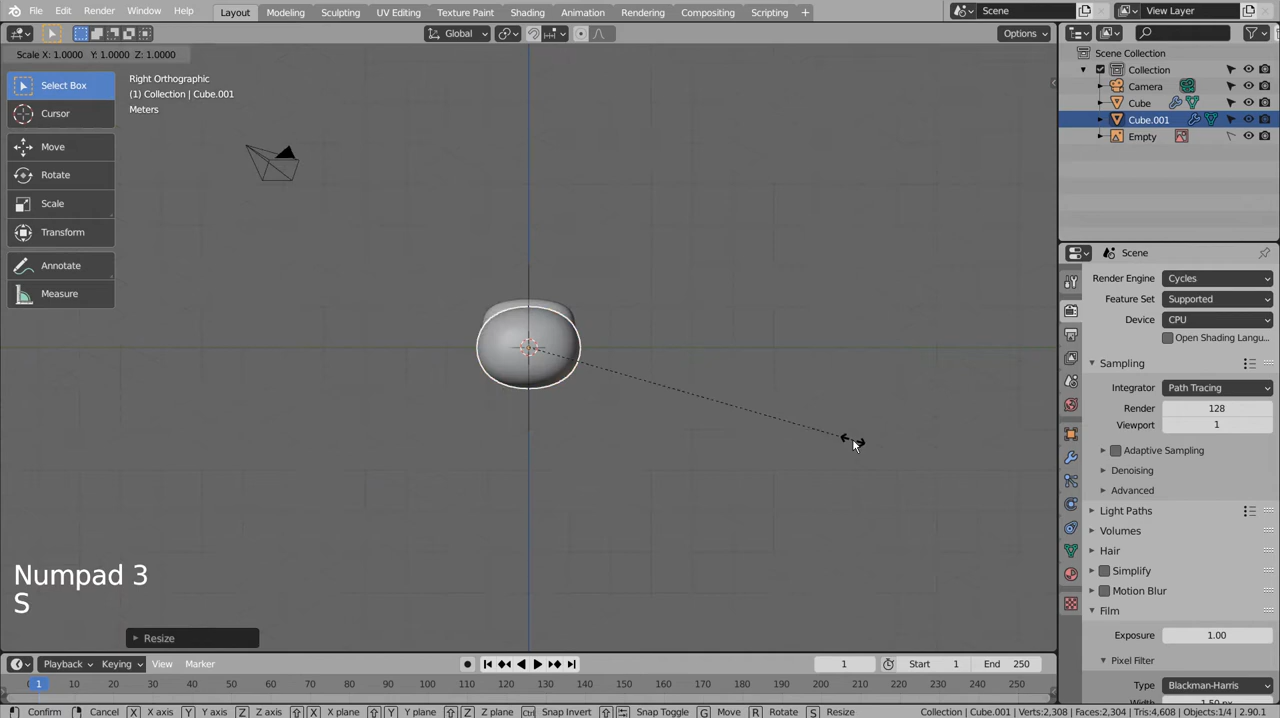 File Edit Render Window Help Layout Modeling Sculpting UV Editing Texture Paint Shading Animation Rendering Compositing Scripting + Scene View Layer
Global Options
Scale X: 1.0000 Y: 1.0000 Z: 1.0000
Scene Collection
Collection
Camera
Cube
Cube.001
Empty
Select Box
Cursor
Move
Rotate
Scale
Transform
Annotate
Measure
Right Orthographic
(1) Collection | Cube.001
Meters
Scene
Render Engine Cycles
Feature Set Supported
Device CPU
Open Shading Langu...
Sampling
Integrator Path Tracing
Render 128
Viewport 1
Adaptive Sampling
Denoising
Advanced
Light Paths
Volumes
Hair
Simplify
Motion Blur
Film
Exposure 1.00
Pixel Filter
Type Blackman-Harris
Numpad 3
S
Resize
Playback Keying View Marker 1 Start 1 End 250
1 10 20 30 40 50 60 70 80 90 100 110 120 130 140 150 160 170 180 190 200 210 220 230 240 250
Confirm Cancel X X axis Y Y axis Z Z axis X X plane Y Y plane Z Z plane Snap Invert Snap Toggle G Move R Rotate S Resize Collection | Cube.001 | Verts:2,308 | Faces:2,304 | Tris:4,608 | Objects:1/4 | 2.90.1